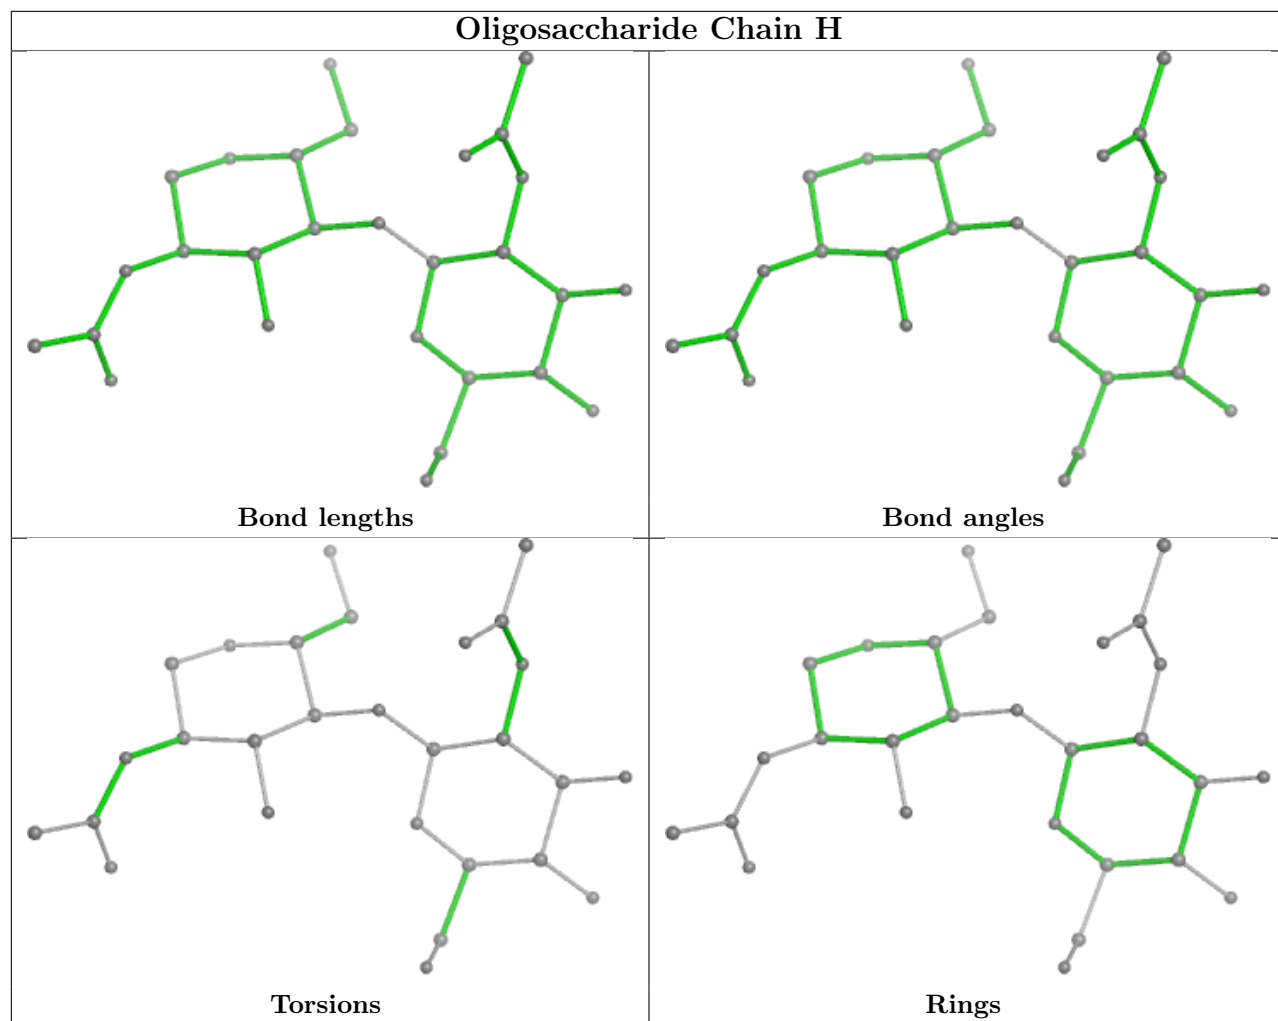 Oligosaccharide Chain H
Bond lengths
Bond angles
Torsions
Rings